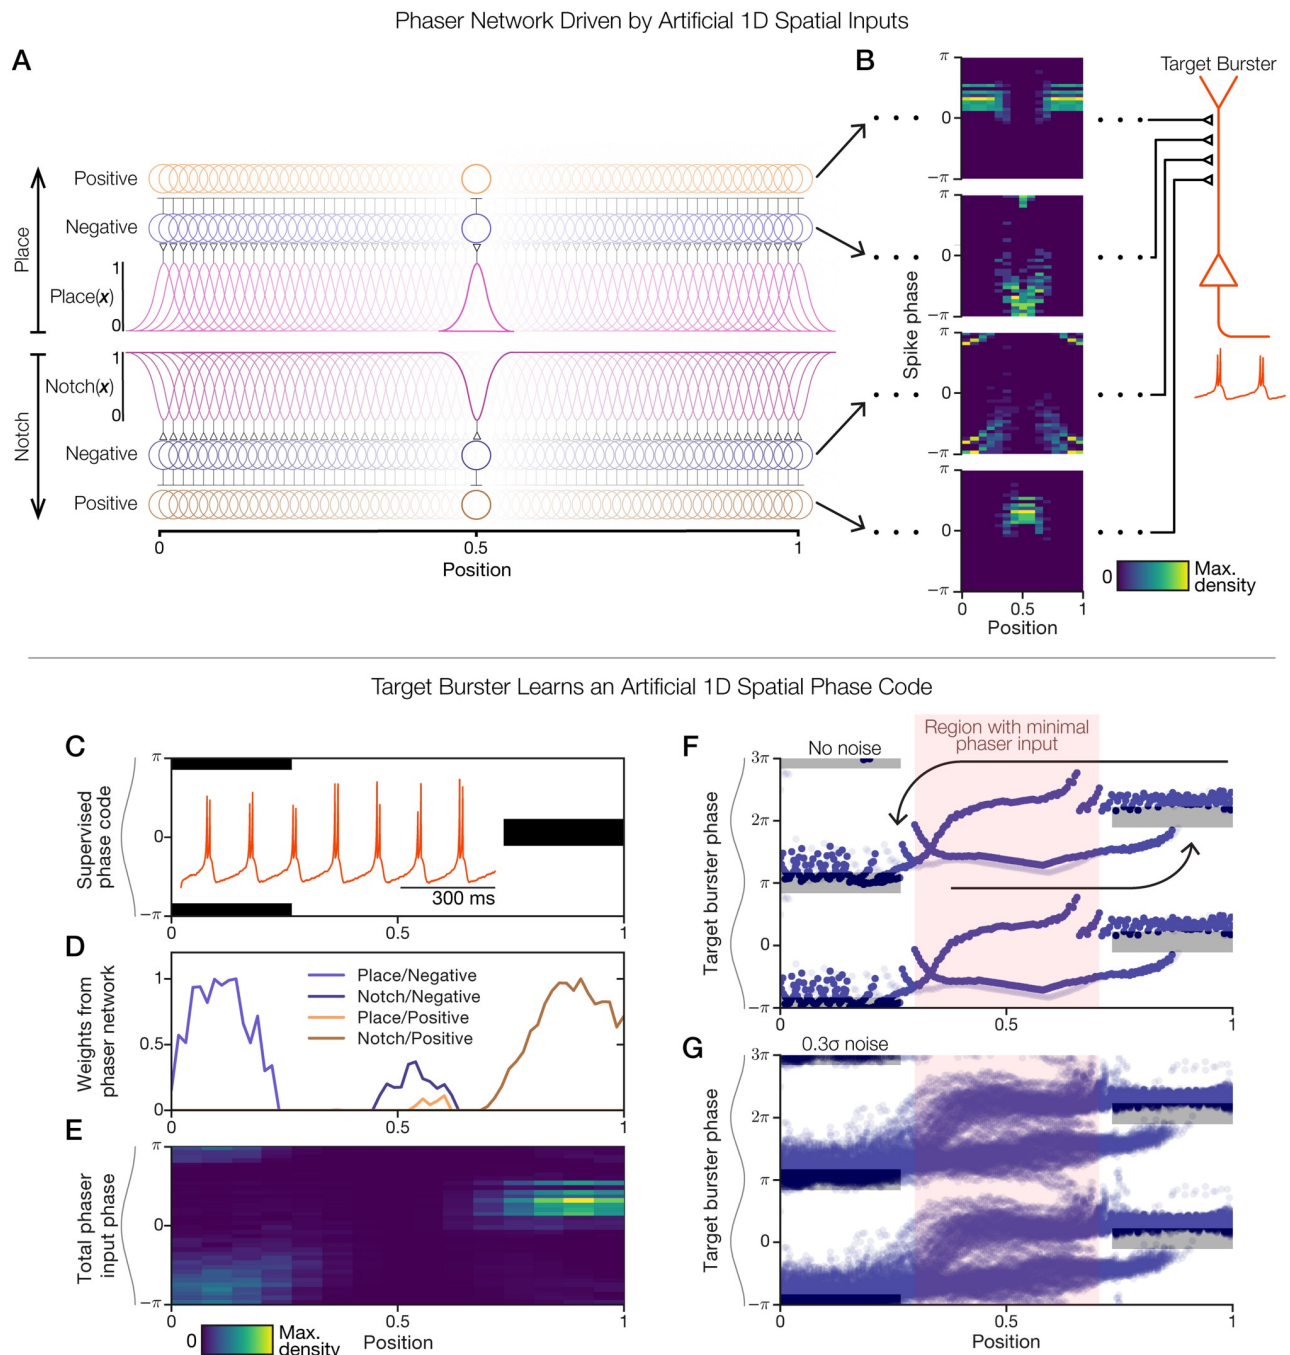 Phaser Network Driven by Artificial 1D Spatial Inputs
A
Place
Positive
Negative
Place(x)
1
0
Notch
Notch(x)
1
0
Negative
Positive
0 0.5 1
Position
B
Target Burster
Spike phase
π
0
−π
π
0
−π
π
0
−π
π
0
−π
0 0.5 1
Position
0 Max.
density
Target Burster Learns an Artificial 1D Spatial Phase Code
C
Supervised
phase code
π
0
−π
300 ms
0 0.5 1
D
Weights from
phaser network
1
0.5
0
Place/Negative
Notch/Negative
Place/Positive
Notch/Positive
0 0.5 1
E
Total phaser
input phase
π
0
−π
0 0.5 1
Position
0 Max.
density
F
No noise
Region with minimal
phaser input
Target burster phase
3π
2π
π
0
−π
0 0.5 1
G
0.3σ noise
Target burster phase
3π
2π
π
0
−π
0 0.5 1
Position